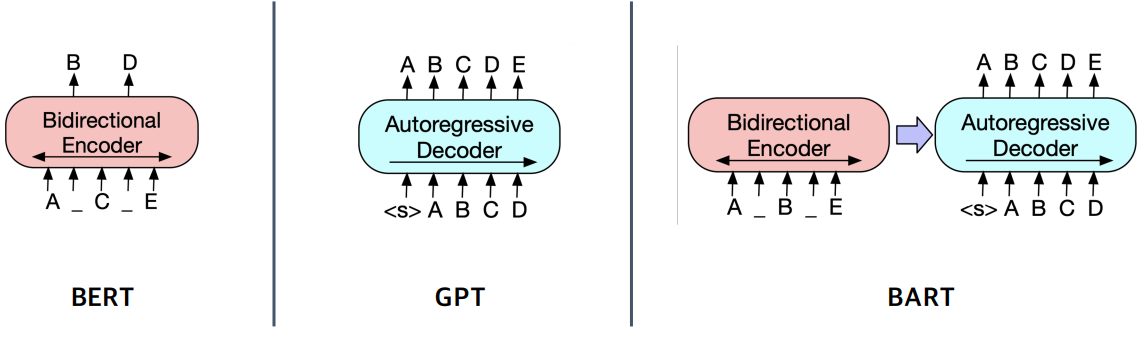 B D
Bidirectional
Encoder
A _ C _ E
BERT
A B C D E
Autoregressive
Decoder
<s> A B C D
GPT
Bidirectional
Encoder
A _ B _ E
A B C D E
Autoregressive
Decoder
<s> A B C D
BART